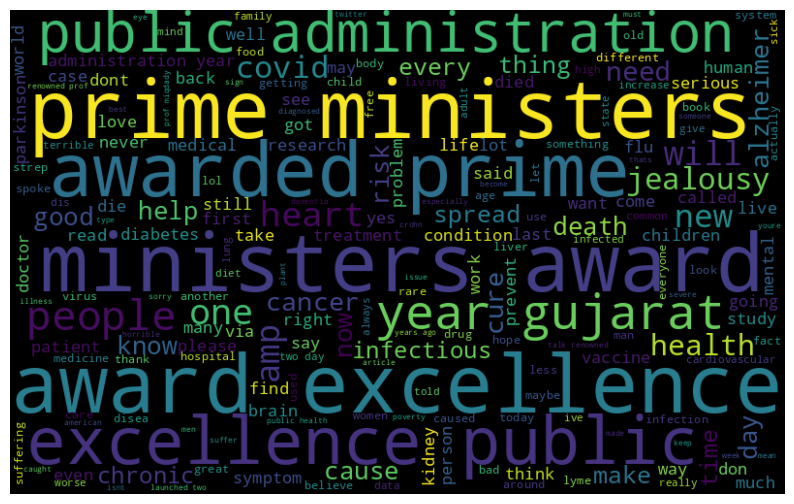 public administration
prime ministers
awarded prime
ministers award
year gujarat
award excellence
excellence public
eye
family
twitter
must
old
system
sick
mind
food
well
administration year
covid
may
body
every
thing
different
need
human
world
parkinson
case
dont
back
getting
child
living
died
high
serious
alzheimer
renowned prof
sign
prof miqdády
free
adult
state
increase
book
give
someone
actually
love
see
got
best
diagnosed
thats
terrible
never
medical
research
life
lot
something
flu
let
will
strep
lol
risk
problem
said
jealousy
dis
spoke
still
dementia
become
especially
age
want
come
called
live
good
die
help
heart
yes
spread
crohn
use
death
common
new
type
first
condition
last
infected
children
youre
read
diabetes
take
treatment
doctor
lung
liver
work
prevent
everyone
look
mental
diet
plant
issue
severe
illness
virus
sorry
another
cancer
rare
cure
going
people
one
many
via
right
amp
now
always
years ago
drug
hope
man
health
study
fact
horrible
talk renowned
patient
know
please
say
infectious
article
less
vaccine
cardiovascular
medicine
thank
hospital
two day
find
used
told
maybe
day
suffering
care
disea
brain
women
caused
today
ive
infection
american
public health
poverty
men
suffer
kidney
person
made
keep
week
mean
time
caught
even
chronic
symptom
great
cause
bad
think
lyme
make
way
don
much
worse
isnt
launched two
believe
data
around
really